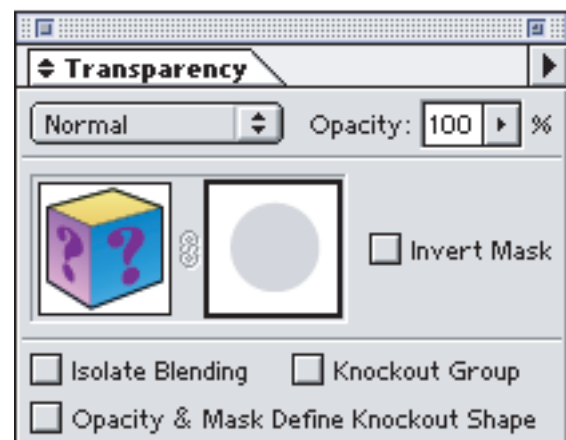 Transparency
Normal Opacity: 100 %
? ? Invert Mask
Isolate Blending Knockout Group
Opacity & Mask Define Knockout Shape